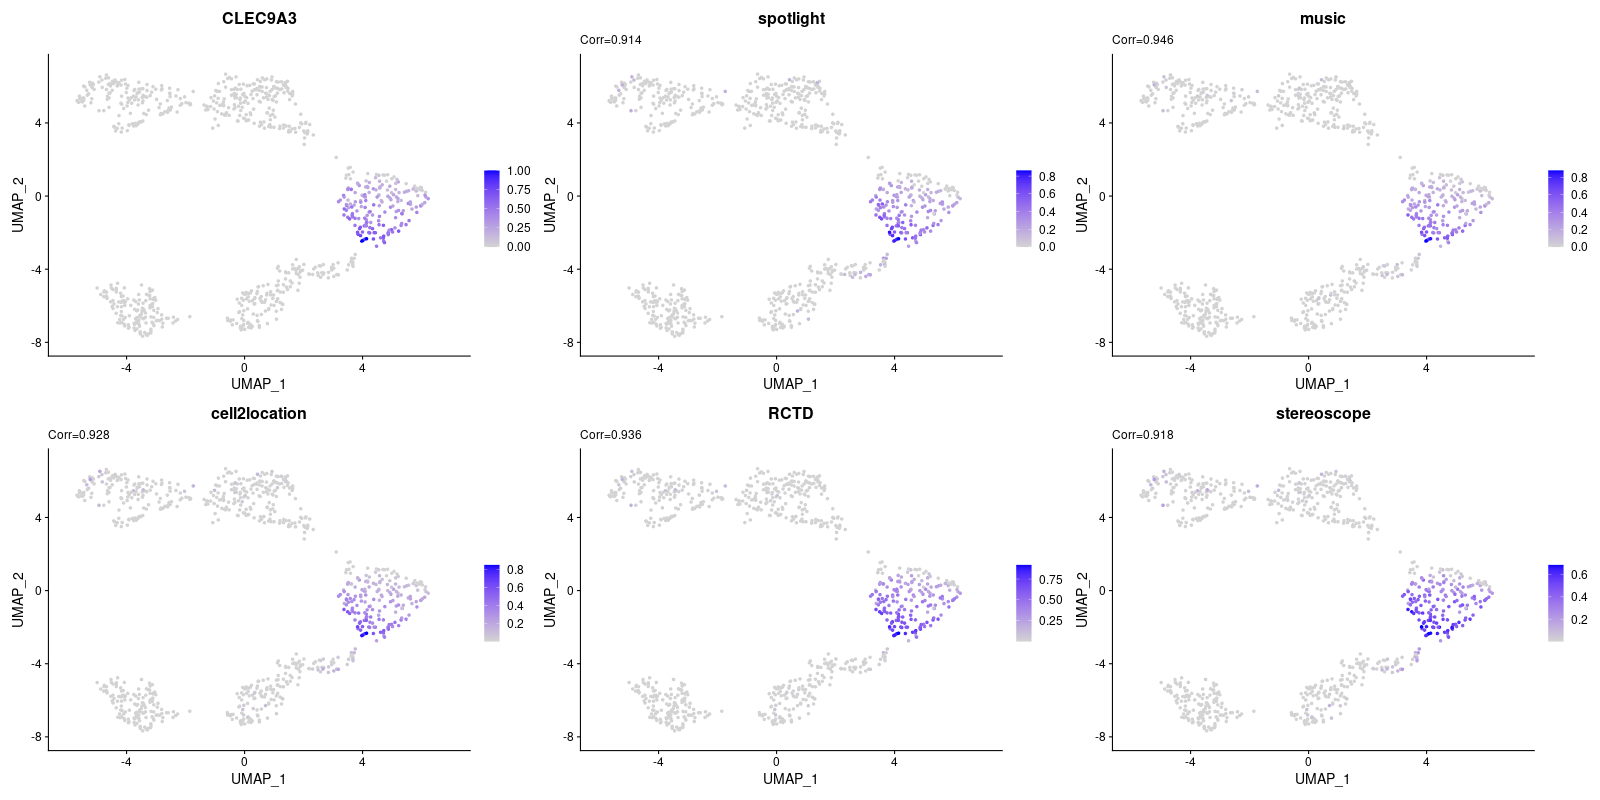 CLEC9A3
UMAP_2
4
0
-4
-8
-4
0
4
UMAP_1
1.00
0.75
0.50
0.25
0.00
spotlight
Corr=0.914
UMAP_2
4
0
-4
-8
-4
0
4
UMAP_1
0.8
0.6
0.4
0.2
0.0
music
Corr=0.946
UMAP_2
4
0
-4
-8
-4
0
4
UMAP_1
0.8
0.6
0.4
0.2
0.0
cell2location
Corr=0.928
UMAP_2
4
0
-4
-8
-4
0
4
UMAP_1
0.8
0.6
0.4
0.2
RCTD
Corr=0.936
UMAP_2
4
0
-4
-8
-4
0
4
UMAP_1
0.75
0.50
0.25
stereoscope
Corr=0.918
UMAP_2
4
0
-4
-8
-4
0
4
UMAP_1
0.6
0.4
0.2